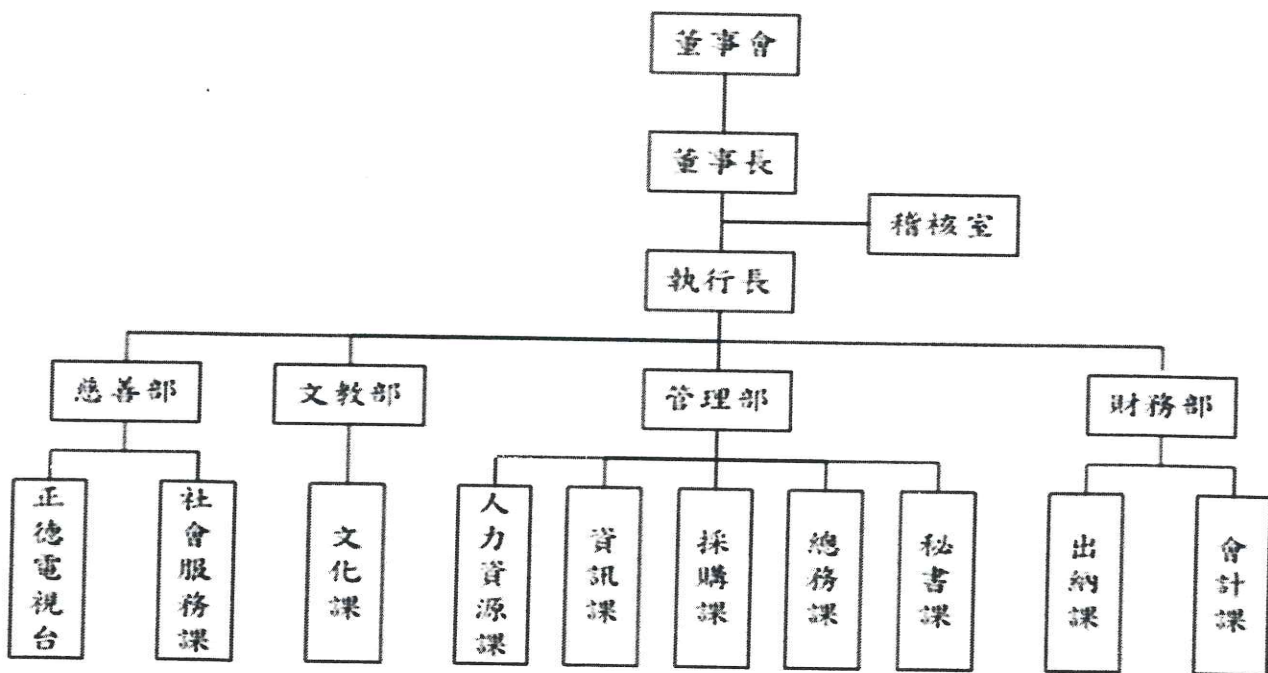 董事會
董事長
稽核室
執行長
慈善部
文教部
管理部
財務部
正德電視台
社會服務課
文化課
人力資源課
資訊課
採購課
總務課
秘書課
出納課
會計課